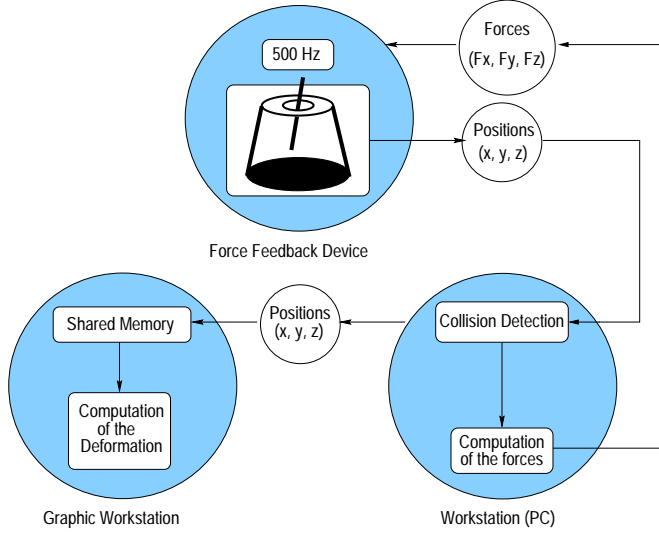 Forces
(Fx, Fy, Fz)
500 Hz
Positions
(x, y, z)
Force Feedback Device
Shared Memory
Positions
(x, y, z)
Collision Detection
Computation
of the
Deformation
Computation
of the forces
Graphic Workstation
Workstation (PC)